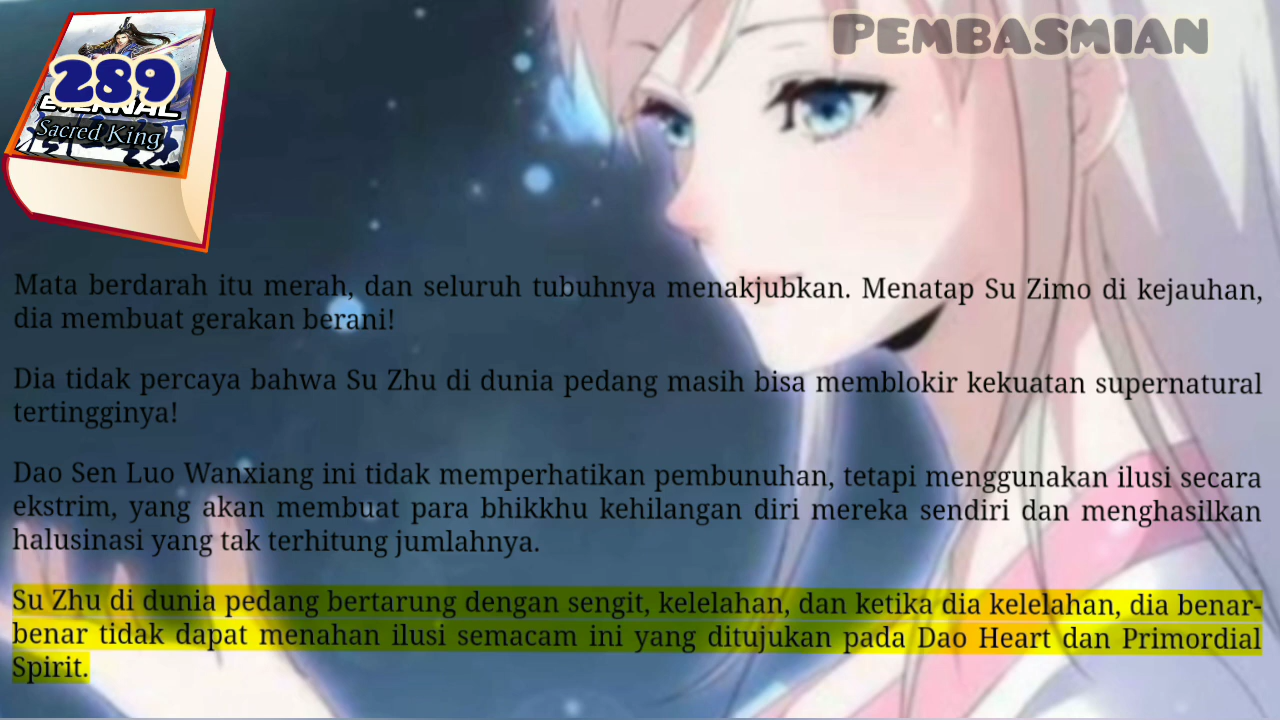 PEMBASMIAN
289
ETERNAL
Sacred King
Mata berdarah itu merah, dan seluruh tubuhnya menakjubkan. Menatap Su Zimo di kejauhan,
dia membuat gerakan berani!
Dia tidak percaya bahwa Su Zhu di dunia pedang masih bisa memblokir kekuatan supernatural
tertingginya!
Dao Sen Luo Wanxiang ini tidak memperhatikan pembunuhan, tetapi menggunakan ilusi secara
ekstrim, yang akan membuat para bhikkhu kehilangan diri mereka sendiri dan menghasilkan
halusinasi yang tak terhitung jumlahnya.
Su Zhu di dunia pedang bertarung dengan sengit, kelelahan, dan ketika dia kelelahan, dia benar-
benar tidak dapat menahan ilusi semacam ini yang ditujukan pada Dao Heart dan Primordial
Spirit.